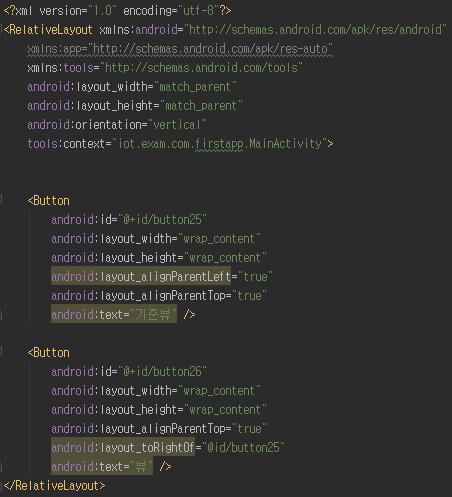 <?xml version="1.0" encoding="utf-8"?>
<RelativeLayout xmlns:android="http://schemas.android.com/apk/res/android"
xmlns:app="http://schemas.android.com/apk/res-auto"
xmlns:tools="http://schemas.android.com/tools"
android:layout_width="match_parent"
android:layout_height="match_parent"
android:orientation="vertical"
tools:context="iot.exam.com.firstapp.MainActivity">
<Button
android:id="@+id/button25"
android:layout_width="wrap_content"
android:layout_height="wrap_content"
android:layout_alignParentLeft="true"
android:layout_alignParentTop="true"
android:text="기준뷰" />
<Button
android:id="@+id/button26"
android:layout_width="wrap_content"
android:layout_height="wrap_content"
android:layout_alignParentTop="true"
android:layout_toRightOf="@id/button25"
android:text="뷰" />
</RelativeLayout>